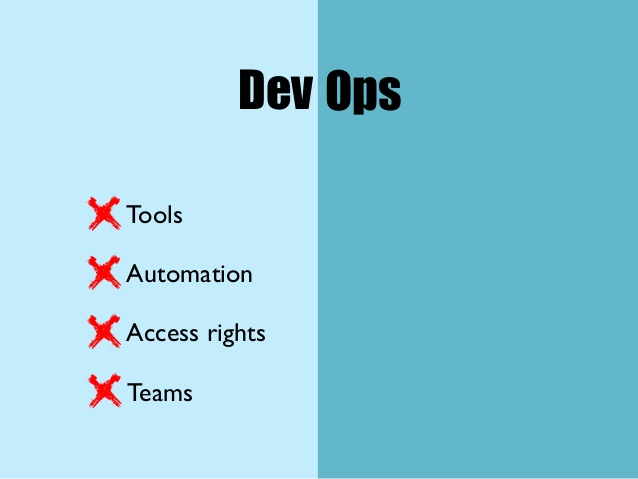 Dev Ops
Tools
Automation
Access rights
Teams